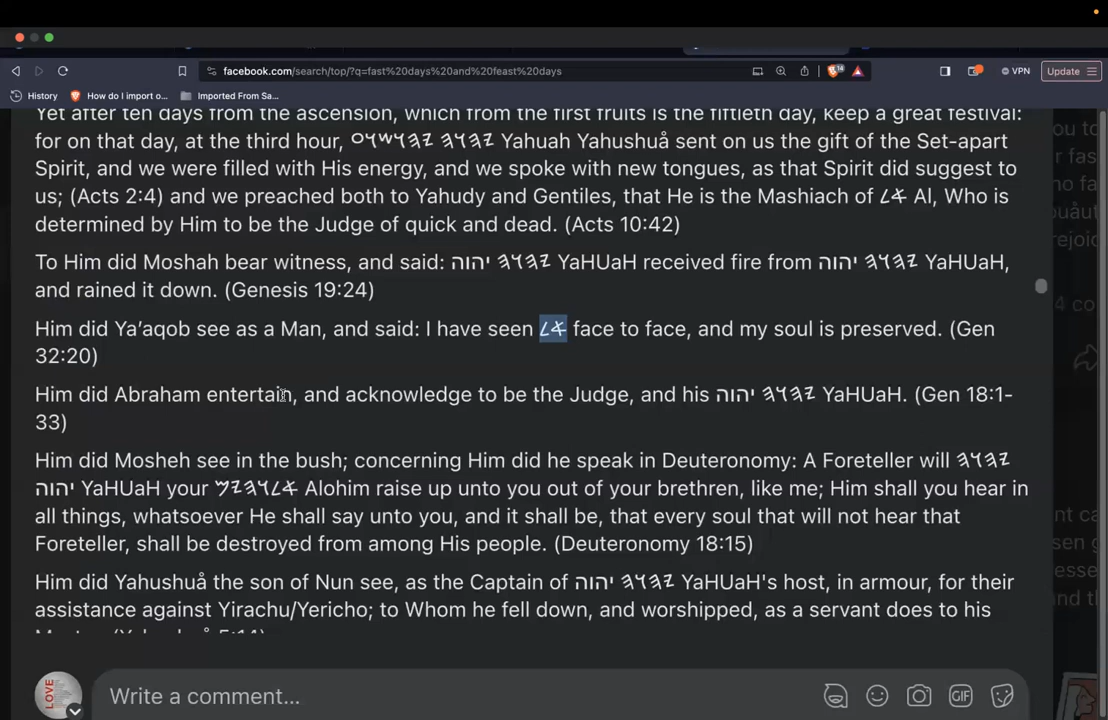 facebook.com/search/top/?q=fast%20days%20and%20feast%20days
14
VPN
Update
History
How do I import o...
Imported From Sa...
Yet after ten days from the ascension, which from the first fruits is the fiftieth day, keep a great festival:
for on that day, at the third hour, 𐤏𐤅𐤔𐤅𐤄𐤉 𐤄𐤅𐤄𐤉 Yahuah Yahushuå sent on us the gift of the Set-apart
Spirit, and we were filled with His energy, and we spoke with new tongues, as that Spirit did suggest to
us; (Acts 2:4) and we preached both to Yahudy and Gentiles, that He is the Mashiach of 𐤀𐤋 Al, Who is
determined by Him to be the Judge of quick and dead. (Acts 10:42)
To Him did Moshah bear witness, and said: יהוה 𐤉𐤄𐤅𐤄 YaHUaH received fire from יהוה 𐤉𐤄𐤅𐤄 YaHUaH,
and rained it down. (Genesis 19:24)
Him did Ya’aqob see as a Man, and said: I have seen 𐤀𐤋 face to face, and my soul is preserved. (Gen
32:20)
Him did Abraham entertain, and acknowledge to be the Judge, and his יהוה 𐤉𐤄𐤅𐤄 YaHUaH. (Gen 18:1-
33)
Him did Mosheh see in the bush; concerning Him did he speak in Deuteronomy: A Foreteller will 𐤉𐤄𐤅𐤄
יהוה YaHUaH your 𐤀𐤋𐤅𐤄𐤉𐤌 Alohim raise up unto you out of your brethren, like me; Him shall you hear in
all things, whatsoever He shall say unto you, and it shall be, that every soul that will not hear that
Foreteller, shall be destroyed from among His people. (Deuteronomy 18:15)
Him did Yahushuå the son of Nun see, as the Captain of יהוה 𐤉𐤄𐤅𐤄 YaHUaH's host, in armour, for their
assistance against Yirachu/Yericho; to Whom he fell down, and worshipped, as a servant does to his
LOVE
Write a comment...
GIF